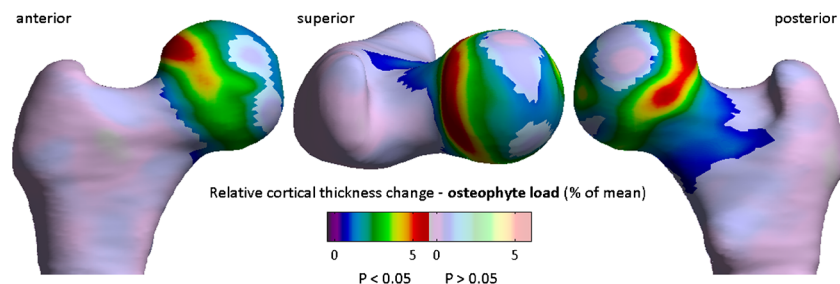 anterior
superior
posterior
Relative cortical thickness change - osteophyte load (% of mean)
0 5 0 5
P < 0.05 P > 0.05